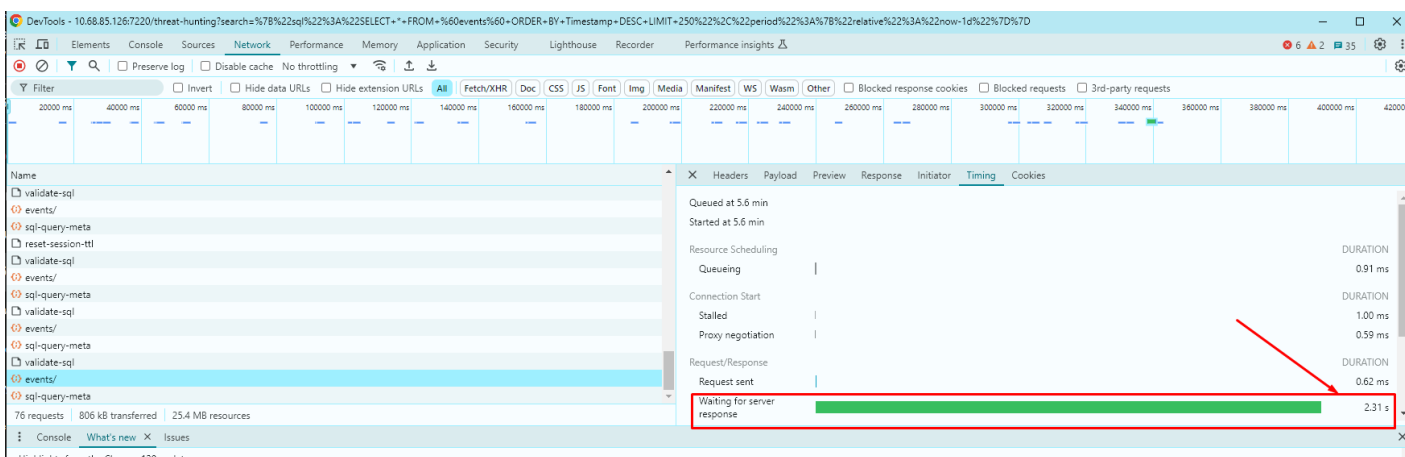 DevTools - 10.68.85.126:7220/threat-hunting?search=%7B%22sql%22%3A%22SELECT+*+FROM+%60events%60+ORDER+BY+Timestamp+DESC+LIMIT+250%22%2C%22period%22%3A%7B%22relative%22%3A%22now-1d%22%7D%7D
Elements Console Sources Network Performance Memory Application Security Lighthouse Recorder Performance insights 6 2 35
Preserve log Disable cache No throttling
Filter Invert Hide data URLs Hide extension URLs All Fetch/XHR Doc CSS JS Font Img Media Manifest WS Wasm Other Blocked response cookies Blocked requests 3rd-party requests
20000 ms 40000 ms 60000 ms 80000 ms 100000 ms 120000 ms 140000 ms 160000 ms 180000 ms 200000 ms 220000 ms 240000 ms 260000 ms 280000 ms 300000 ms 320000 ms 340000 ms 360000 ms 380000 ms 400000 ms 42000
Name
validate-sql
events/
sql-query-meta
reset-session-ttl
validate-sql
events/
sql-query-meta
validate-sql
events/
sql-query-meta
validate-sql
events/
sql-query-meta
76 requests 806 kB transferred 25.4 MB resources
Headers Payload Preview Response Initiator Timing Cookies
Queued at 5.6 min
Started at 5.6 min
Resource Scheduling DURATION
Queueing 0.91 ms
Connection Start DURATION
Stalled 1.00 ms
Proxy negotiation 0.59 ms
Request/Response DURATION
Request sent 0.62 ms
Waiting for server
response 2.31 s
Console What's new Issues